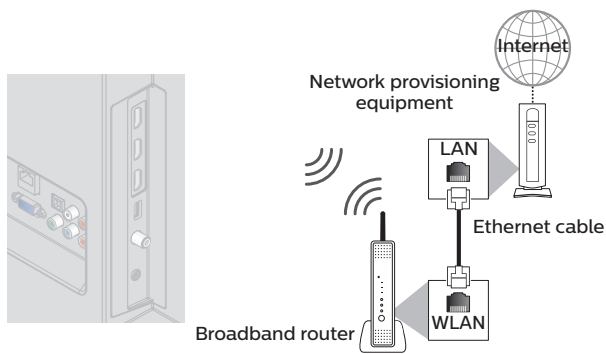 Internet
Network provisioning
equipment
LAN
Ethernet cable
WLAN
Broadband router